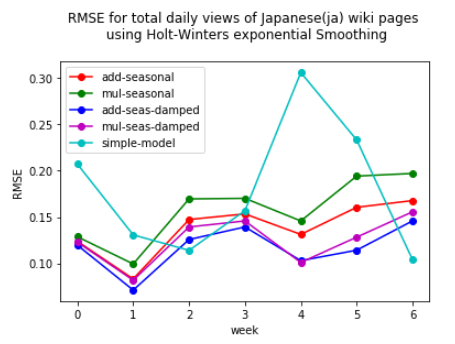 RMSE for total daily views of Japanese(ja) wiki pages
using Holt-Winters exponential Smoothing
add-seasonal
mul-seasonal
add-seas-damped
mul-seas-damped
simple-model
RMSE
0.30
0.25
0.20
0.15
0.10
0 1 2 3 4 5 6
week